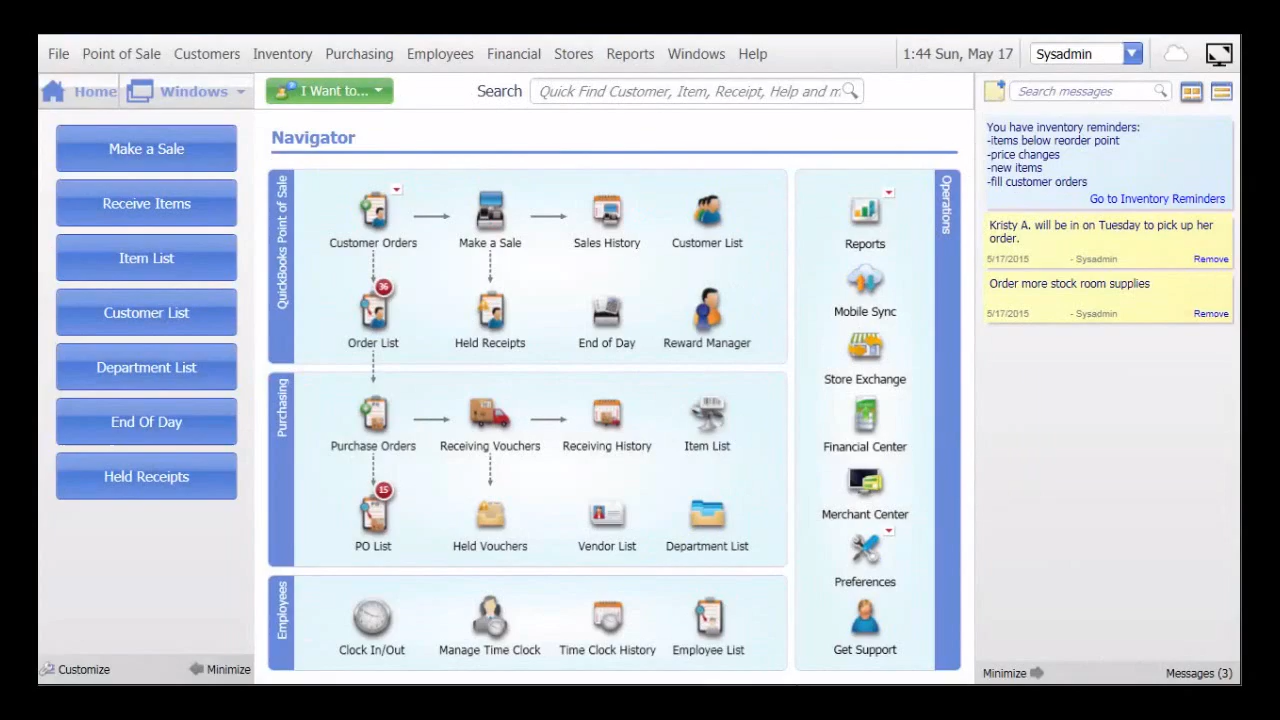 File Point of Sale Customers Inventory Purchasing Employees Financial Stores Reports Windows Help
1:44 Sun, May 17
Sysadmin
Home
Windows
I Want to...
Search
Quick Find Customer, Item, Receipt, Help and m
Search messages
Make a Sale
Receive Items
Item List
Customer List
Department List
End Of Day
Held Receipts
Customize
Minimize
Navigator
QuickBooks Point of Sale
Customer Orders
Make a Sale
Sales History
Customer List
36
Order List
Held Receipts
End of Day
Reward Manager
Purchasing
Purchase Orders
Receiving Vouchers
Receiving History
Item List
15
PO List
Held Vouchers
Vendor List
Department List
Employees
Clock In/Out
Manage Time Clock
Time Clock History
Employee List
Operations
Reports
Mobile Sync
Store Exchange
Financial Center
Merchant Center
Preferences
Get Support
You have inventory reminders:
-items below reorder point
-price changes
-new items
-fill customer orders
Go to Inventory Reminders
Kristy A. will be in on Tuesday to pick up her
order.
5/17/2015 - Sysadmin Remove
Order more stock room supplies
5/17/2015 - Sysadmin Remove
Minimize
Messages (3)